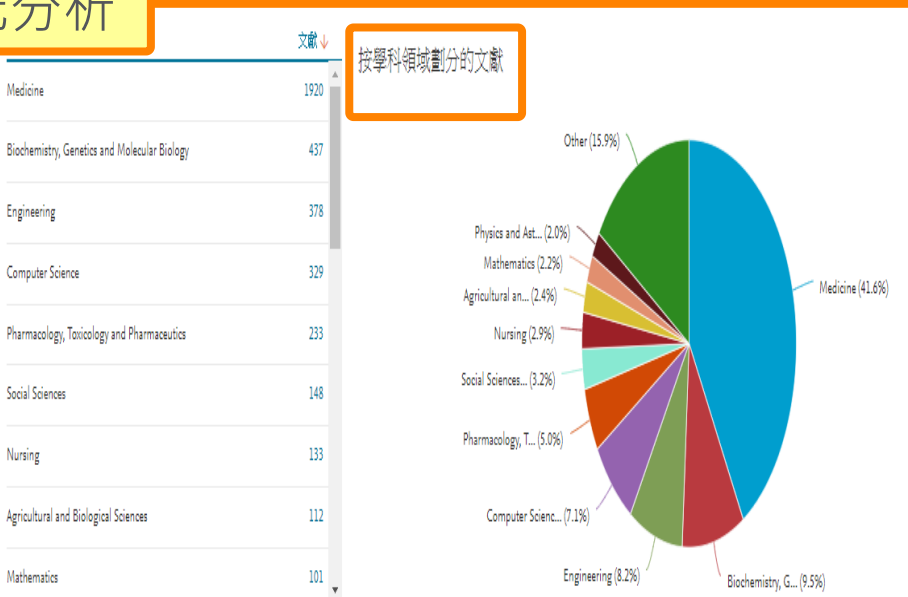 分析
文獻
Medicine 1920
Biochemistry, Genetics and Molecular Biology 437
Engineering 378
Computer Science 329
Pharmacology, Toxicology and Pharmaceutics 233
Social Sciences 148
Nursing 133
Agricultural and Biological Sciences 112
Mathematics 101
按學科領域劃分的文獻
Other (15.9%)
Physics and Ast... (2.0%)
Mathematics (2.2%)
Agricultural an... (2.4%)
Nursing (2.9%)
Social Sciences... (3.2%)
Pharmacology, T... (5.0%)
Computer Scienc... (7.1%)
Engineering (8.2%)
Biochemistry, G... (9.5%)
Medicine (41.6%)